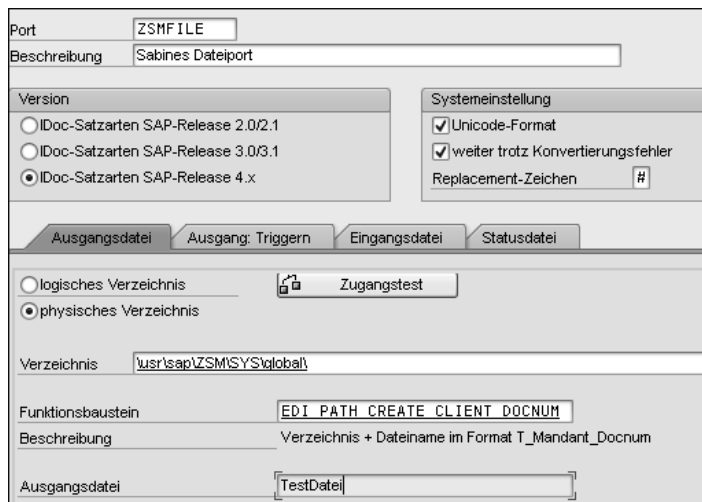 Port ZSMFILE
Beschreibung Sabines Dateiport
Version Systemeinstellung
IDoc-Satzarten SAP-Release 2.0/2.1 Unicode-Format
IDoc-Satzarten SAP-Release 3.0/3.1 weiter trotz Konvertierungsfehler
IDoc-Satzarten SAP-Release 4.x Replacement-Zeichen #
Ausgangsdatei Ausgang: Triggern Eingangsdatei Statusdatei
logisches Verzeichnis Zugangstest
physisches Verzeichnis
Verzeichnis \usr\sap\ZSM\SYS\global\
Funktionsbaustein EDI_PATH_CREATE_CLIENT_DOCNUM
Beschreibung Verzeichnis + Dateiname im Format T_Mandant_Docnum
Ausgangsdatei TestDatei